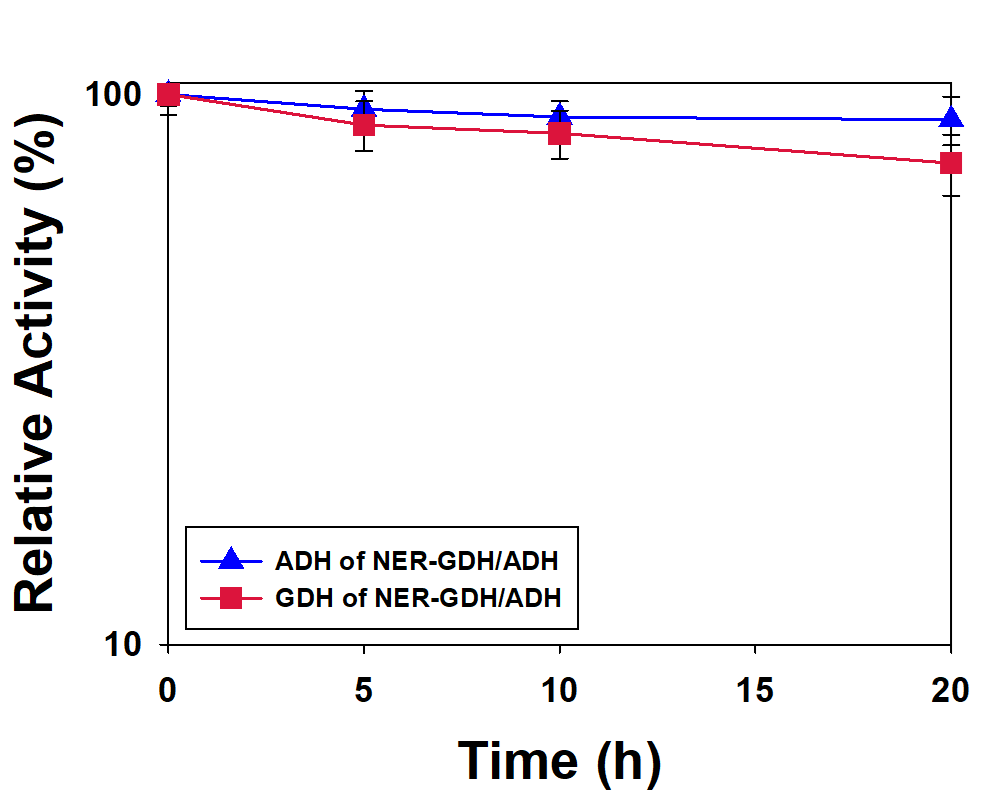 100
Relative Activity (%)
ADH of NER-GDH/ADH
GDH of NER-GDH/ADH
10
0 5 10 15 20
Time (h)